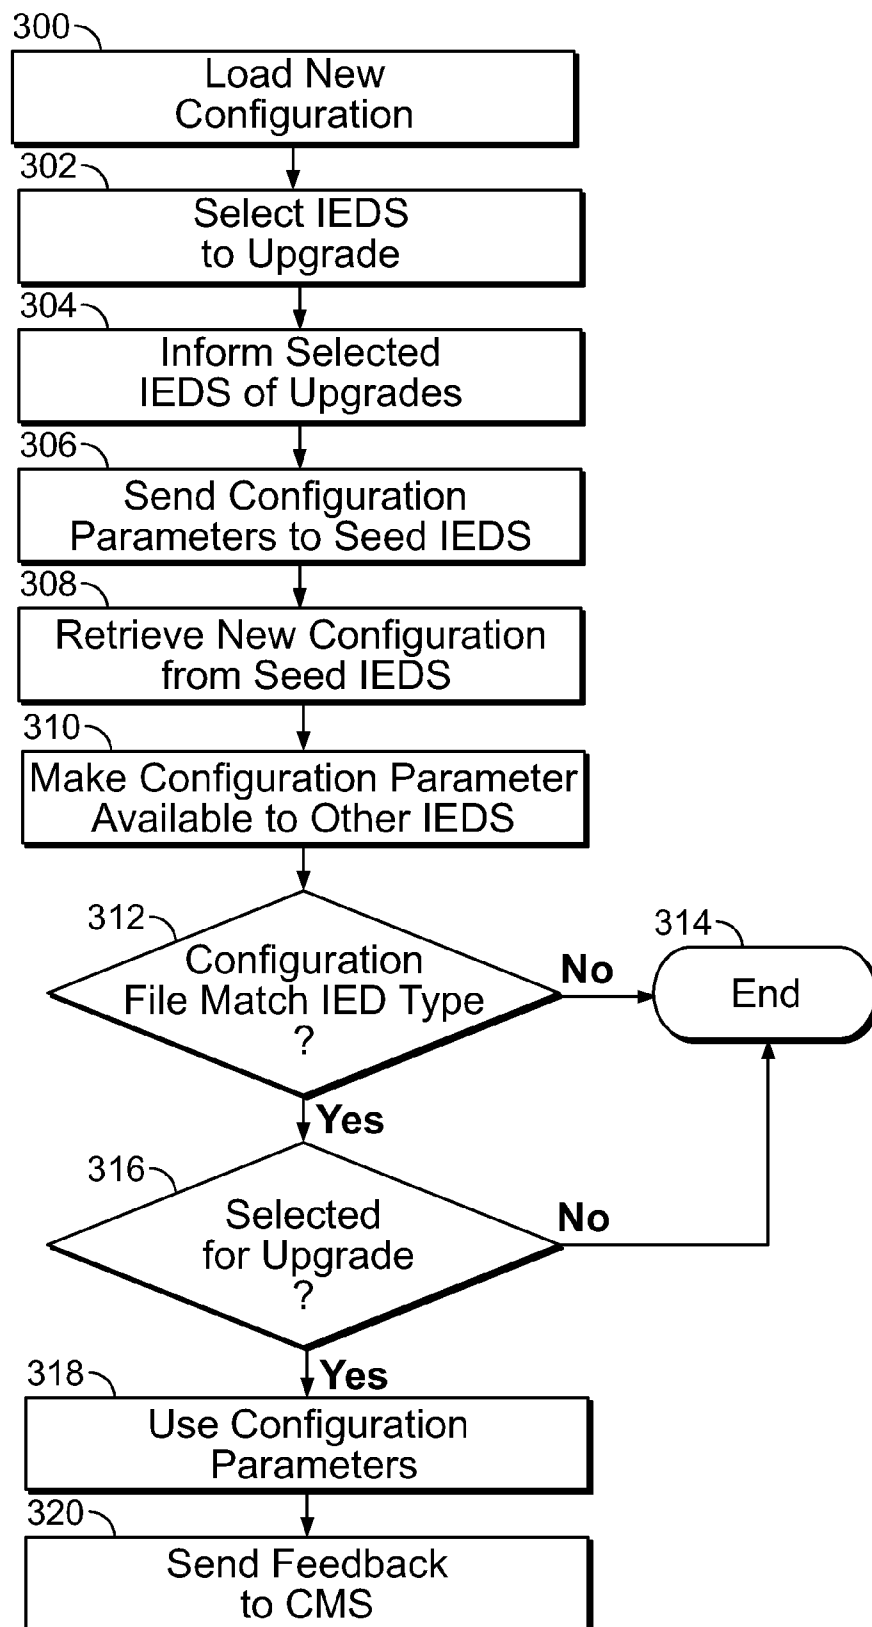 300
Load New
Configuration
302
Select IEDS
to Upgrade
304
Inform Selected
IEDS of Upgrades
306
Send Configuration
Parameters to Seed IEDS
308
Retrieve New Configuration
from Seed IEDS
310
Make Configuration Parameter
Available to Other IEDS
312
Configuration
File Match IED Type
?
No
314
End
Yes
316
Selected
for Upgrade
?
No
Yes
318
Use Configuration
Parameters
320
Send Feedback
to CMS